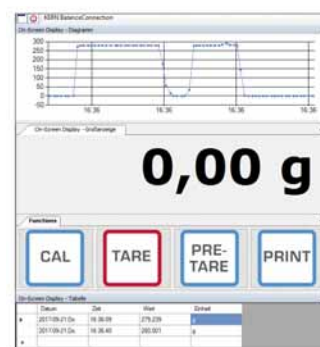 KERN BalanceConnection
On-Screen Display - Diagramm
300
250
200
150
100
50
0
-50
16:36 16:36 16:36 16:36
On-Screen Display - Großanzeige
0,00 g
Functions
CAL TARE PRE-TARE PRINT
On-Screen Display - Tabelle
Datum Zeit Wert Einheit
2017-09-21 Do. 16:36:09 279.239 g
2017-09-21 Do. 16:36:40 280.001 g